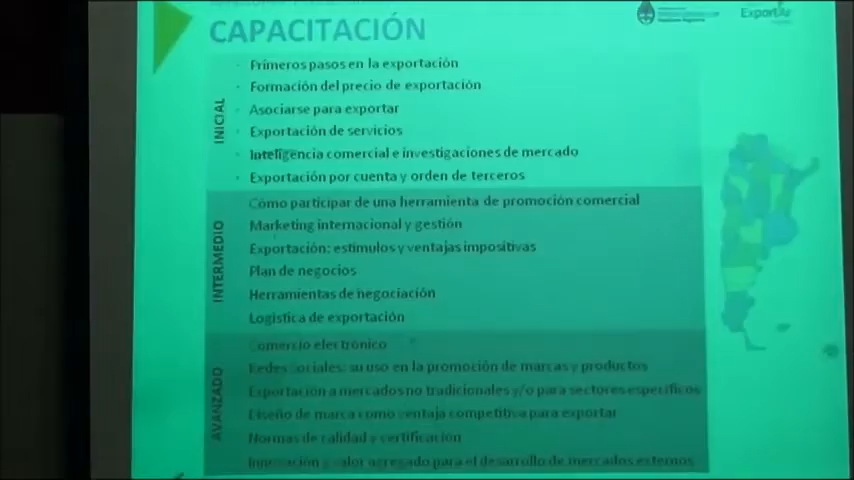 CAPACITACIÓN
ExportAr
INICIAL
Primeros pasos en la exportación
Formación del precio de exportación
Asociarse para exportar
Exportación de servicios
Inteligencia comercial e investigaciones de mercado
Exportación por cuenta y orden de terceros
INTERMEDIO
Cómo participar de una herramienta de promoción comercial
Marketing internacional y gestión
Exportación: estímulos y ventajas impositivas
Plan de negocios
Herramientas de negociación
Logística de exportación
AVANZADO
Comercio electrónico
Redes sociales: su uso en la promoción de marcas y productos
Exportación a mercados no tradicionales y/o para sectores específicos
Diseño de marca como ventaja competitiva para exportar
Normas de calidad y certificación
Innovación y valor agregado para el desarrollo de mercados externos